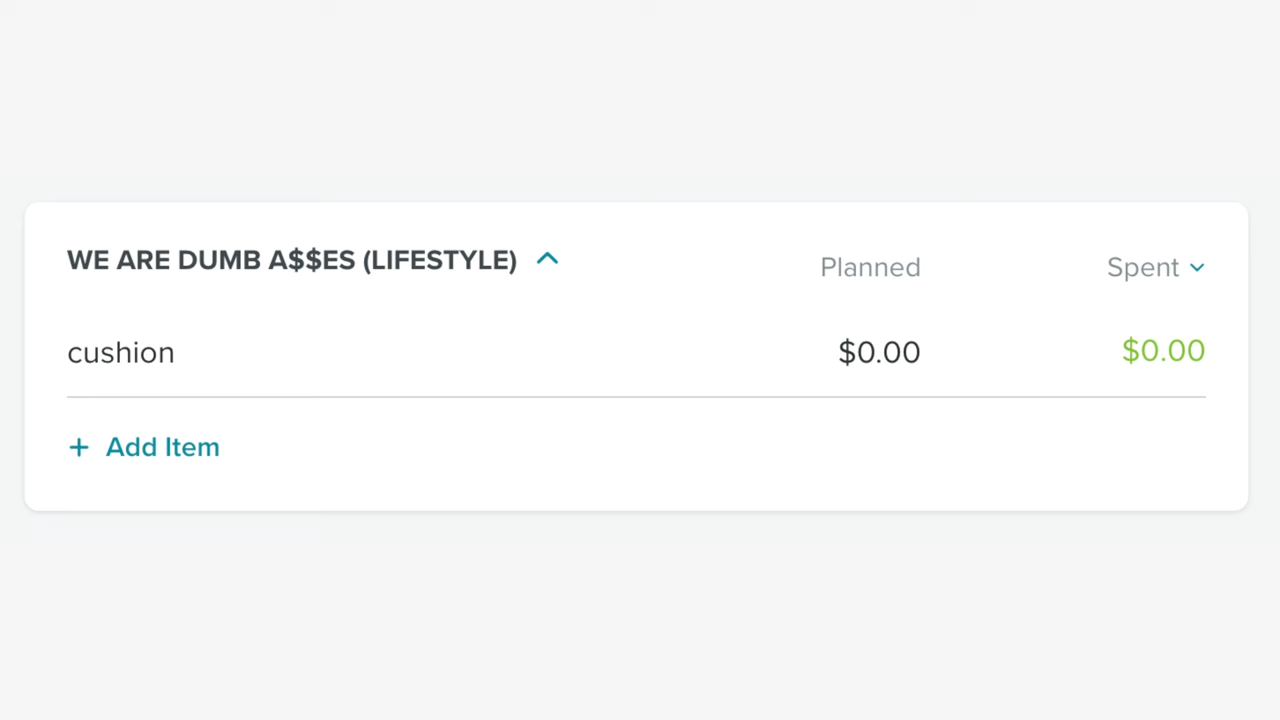 WE ARE DUMB A$$ES (LIFESTYLE) Planned Spent
cushion $0.00 $0.00
+ Add Item